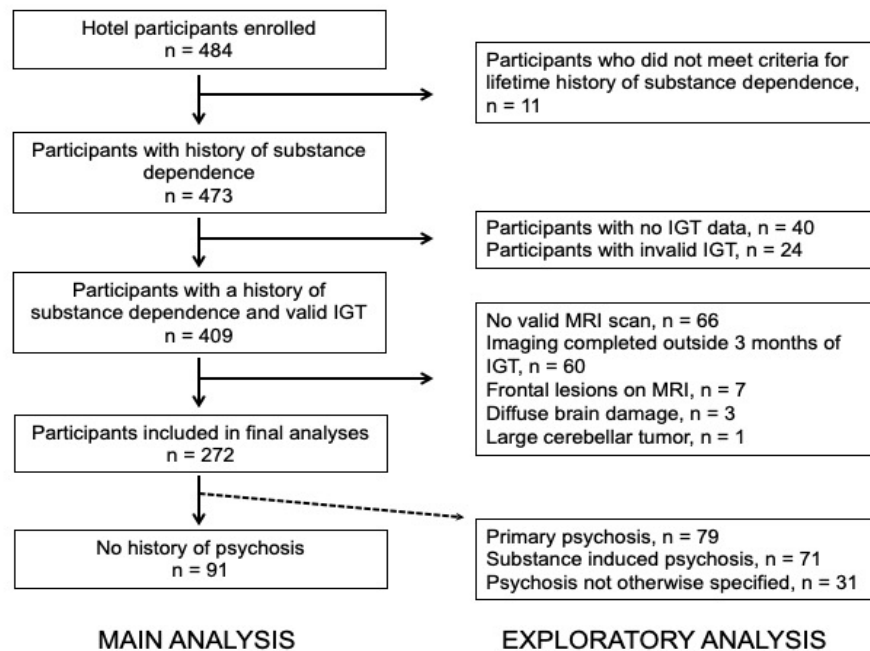 Hotel participants enrolled
n = 484
Participants who did not meet criteria for
lifetime history of substance dependence,
n = 11
Participants with history of substance
dependence
n = 473
Participants with no IGT data, n = 40
Participants with invalid IGT, n = 24
Participants with a history of
substance dependence and valid IGT
n = 409
No valid MRI scan, n = 66
Imaging completed outside 3 months of
IGT, n = 60
Frontal lesions on MRI, n = 7
Diffuse brain damage, n = 3
Large cerebellar tumor, n = 1
Participants included in final analyses
n = 272
No history of psychosis
n = 91
Primary psychosis, n = 79
Substance induced psychosis, n = 71
Psychosis not otherwise specified, n = 31
MAIN ANALYSIS
EXPLORATORY ANALYSIS